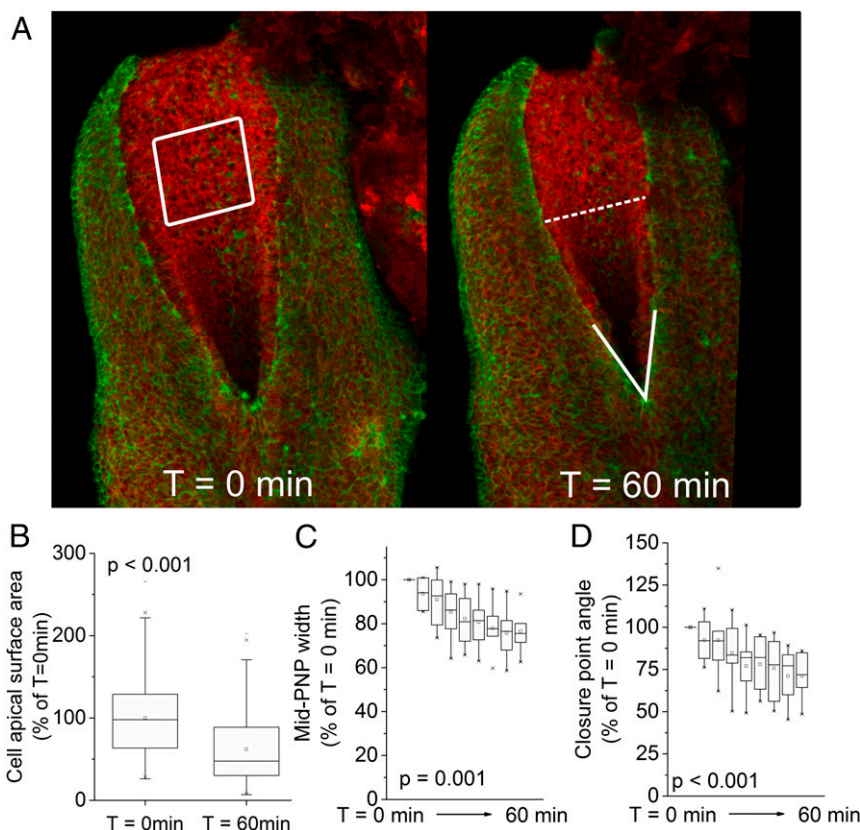 A
T = 0 min
T = 60 min
B
Cell apical surface area
(% of T=0min)
300
200
100
0
p < 0.001
T = 0min
T = 60min
C
Mid-PNP width
(% of T = 0 min)
100
80
60
40
20
0
p = 0.001
T = 0 min
60 min
D
Closure point angle
(% of T = 0 min)
150
125
100
75
50
25
0
p < 0.001
T = 0 min
60 min